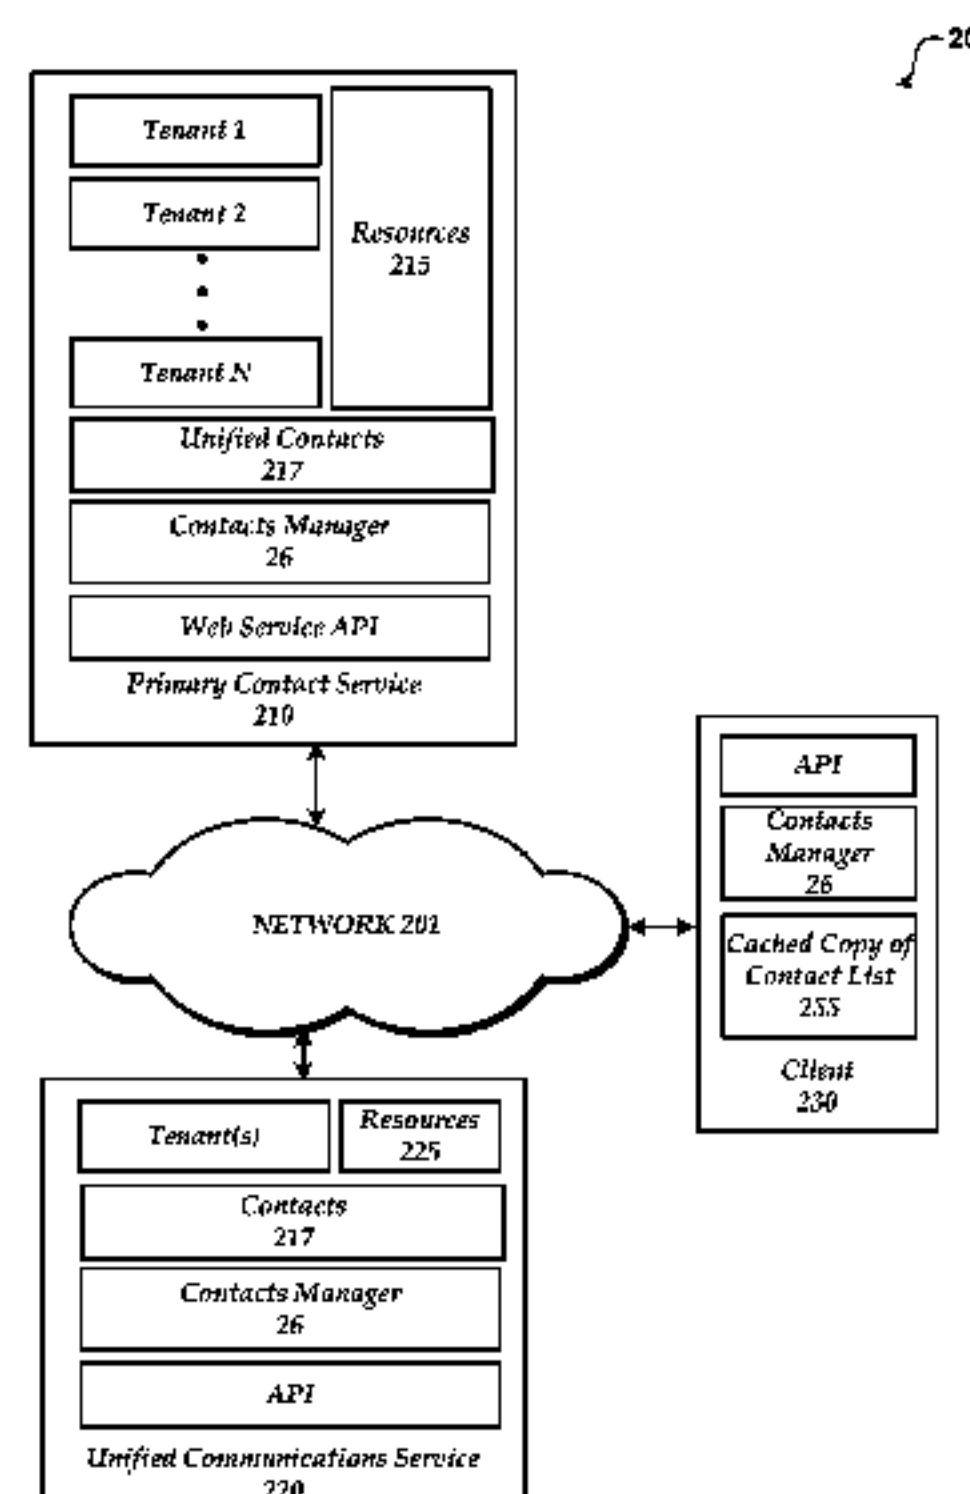 20
Tenant 1
Tenant 2
Resources
215
Tenant N
Unified Contacts
217
Contacts Manager
26
Web Service API
Primary Contact Service
210
API
Contacts
Manager
26
NETWORK 201
Cached Copy of
Contact List
255
Client
230
Tenant(s)
Resources
225
Contacts
217
Contacts Manager
26
API
Unified Communications Service
220